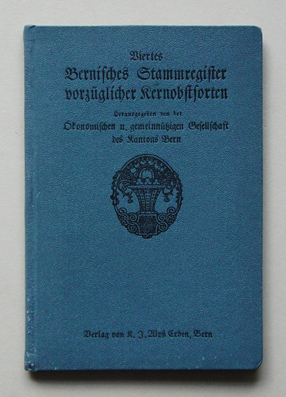 Viertes
Bernisches Stammregister
vorzüglicher Kernobstsorten
Herausgegeben von der
Ökonomischen u. gemeinnützigen Gesellschaft
des Kantons Bern
Verlag von K. J. Wyß Erben, Bern